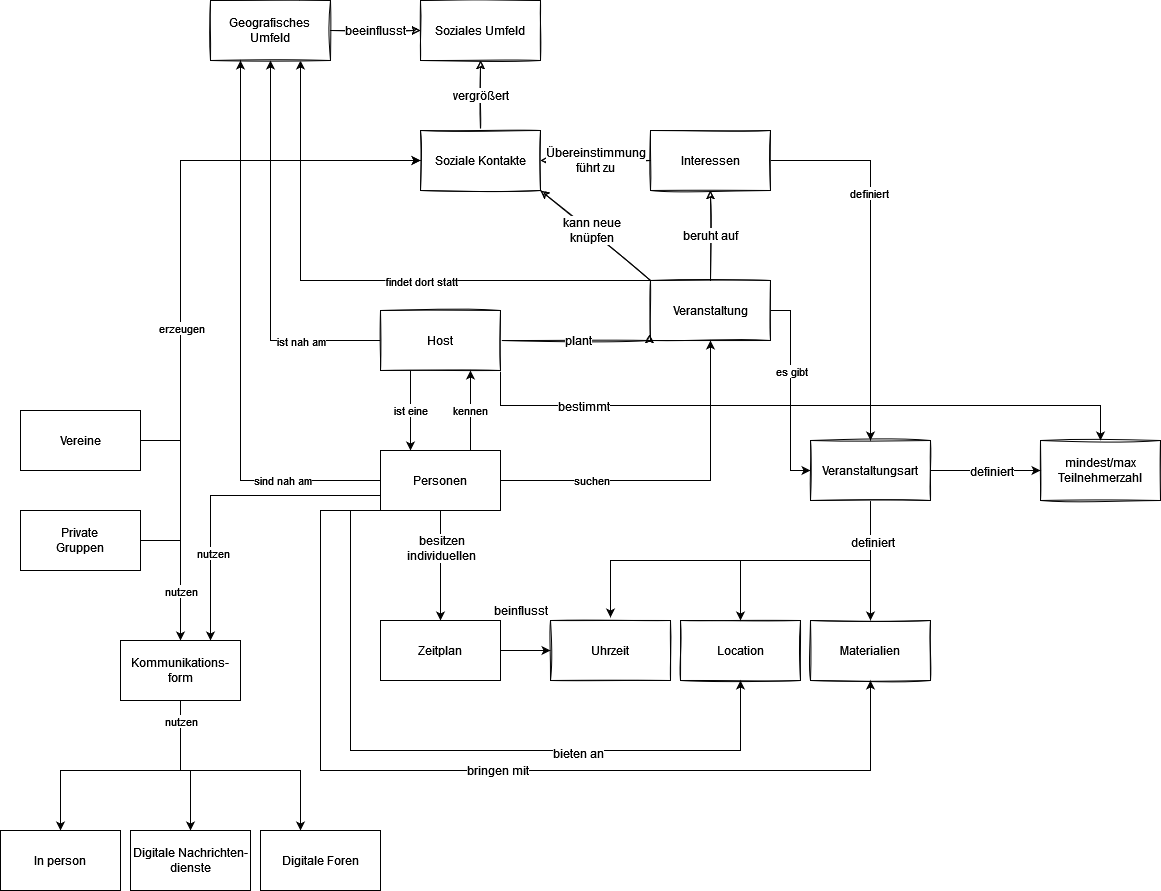 Geografisches
Umfeld
beeinflusst
Soziales Umfeld
vergrößert
Soziale Kontakte
Übereinstimmung
führt zu
Interessen
definiert
kann neue
knüpfen
beruht auf
findet dort statt
Veranstaltung
erzeugen
ist nah am
Host
plant
es gibt
ist eine
kennen
bestimmt
Vereine
sind nah am
Personen
suchen
Veranstaltungsart
definiert
mindest/max
Teilnehmerzahl
Private
Gruppen
nutzen
besitzen
individuellen
definiert
nutzen
beinflusst
Kommunikations-
form
Zeitplan
Uhrzeit
Location
Materialien
nutzen
bieten an
bringen mit
In person
Digitale Nachrichten-
dienste
Digitale Foren